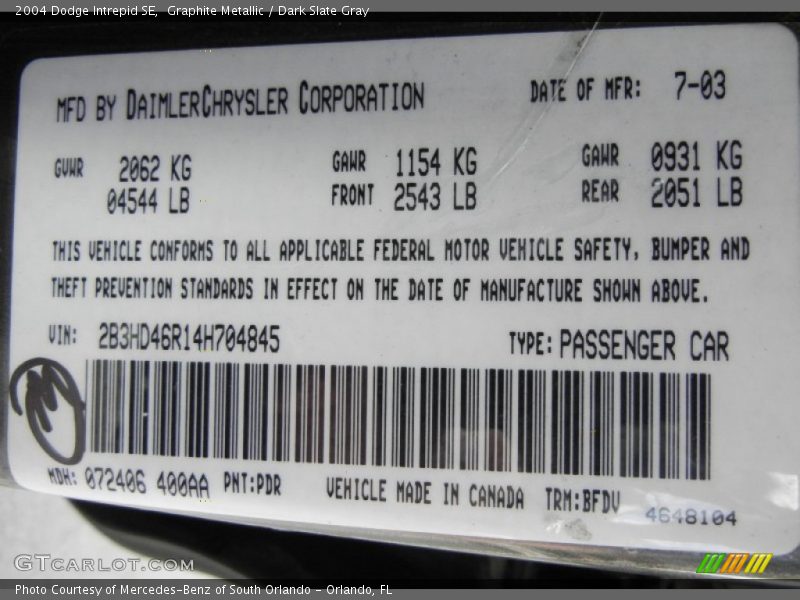 2004 Dodge Intrepid SE,  Graphite Metallic / Dark Slate Gray
MFD BY DAIMLERCHRYSLER CORPORATION DATE OF MFR: 7-03
GVWR 2062 KG GAWR 1154 KG GAWR 0931 KG
04544 LB FRONT 2543 LB REAR 2051 LB
THIS VEHICLE CONFORMS TO ALL APPLICABLE FEDERAL MOTOR VEHICLE SAFETY, BUMPER AND
THEFT PREVENTION STANDARDS IN EFFECT ON THE DATE OF MANUFACTURE SHOWN ABOVE.
VIN: 2B3HD46R14H704845 TYPE: PASSENGER CAR
MDH: 072406 400AA PNT:PDR VEHICLE MADE IN CANADA TRM:BFDV 4648104
GTCARLOT.COM
Photo Courtesy of Mercedes-Benz of South Orlando - Orlando, FL